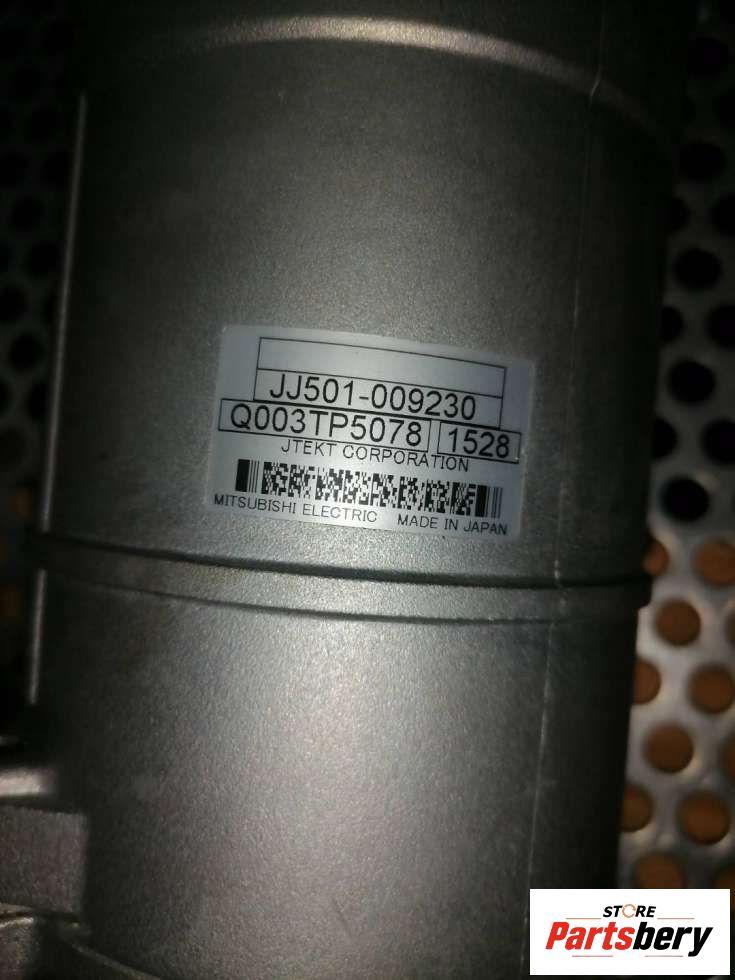 JJ501-009230
Q003TP5078 1528
JTEKT CORPORATION
MITSUBISHI ELECTRIC MADE IN JAPAN
STORE
Partsbery